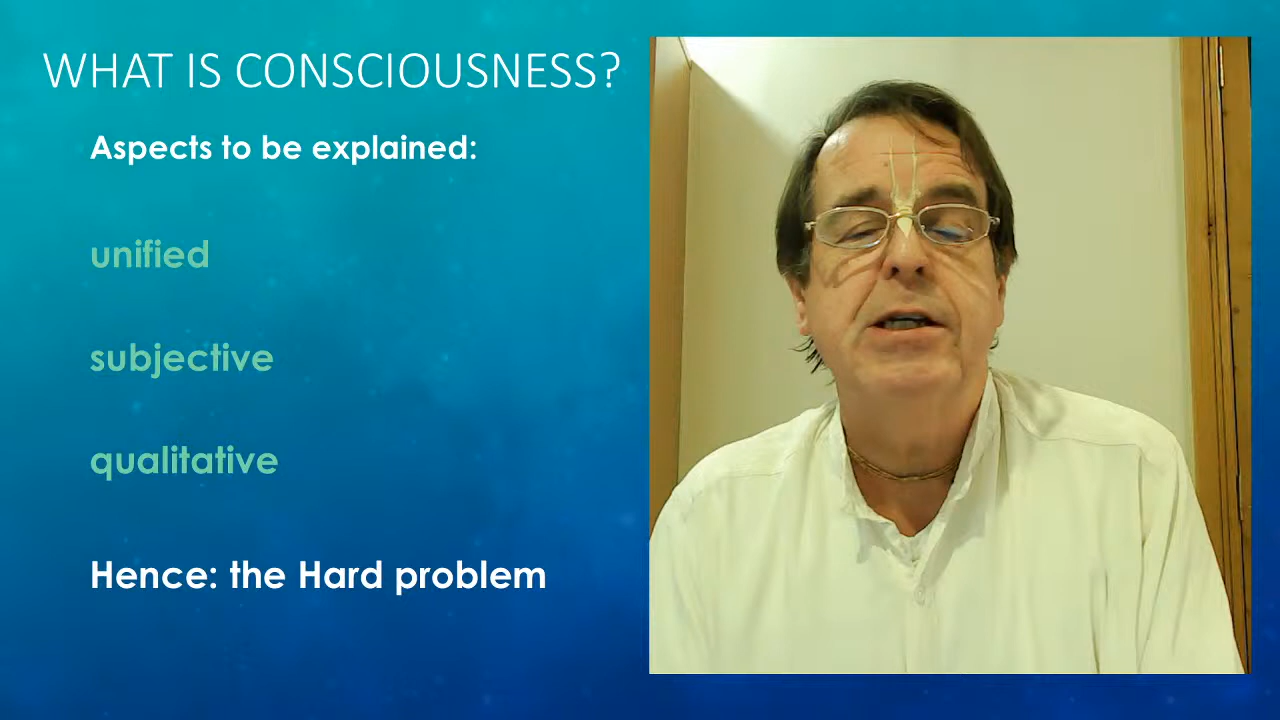 WHAT IS CONSCIOUSNESS?
Aspects to be explained:
unified
subjective
qualitative
Hence: the Hard problem